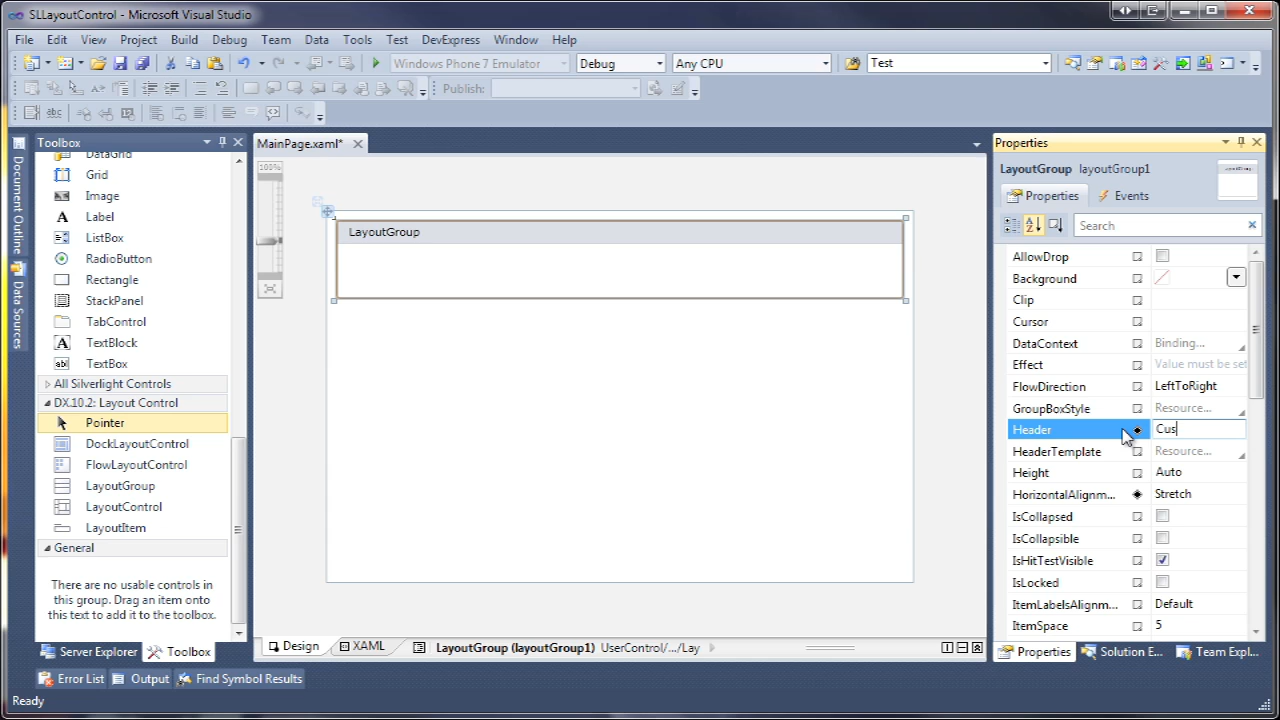 SLLayoutControl - Microsoft Visual Studio
File Edit View Project Build Debug Team Data Tools Test DevExpress Window Help
Windows Phone 7 Emulator Debug Any CPU Test
Publish:
abc
Toolbox
MainPage.xaml*
Properties
Document Outline
Data Sources
DataGrid
Grid
Image
A Label
ListBox
RadioButton
Rectangle
StackPanel
TabControl
A TextBlock
abl TextBox
All Silverlight Controls
DX.10.2: Layout Control
Pointer
DockLayoutControl
FlowLayoutControl
LayoutGroup
LayoutControl
LayoutItem
General
There are no usable controls in
this group. Drag an item onto
this text to add it to the toolbox.
Server Explorer Toolbox
100%
LayoutGroup
Design XAML LayoutGroup (layoutGroup1) UserControl/.../Lay
LayoutGroup layoutGroup1
Properties Events
Search
AllowDrop
Background
Clip
Cursor
DataContext Binding...
Effect Value must be set
FlowDirection LeftToRight
GroupBoxStyle Resource...
Header Cus
HeaderTemplate Resource...
Height Auto
HorizontalAlignm... Stretch
IsCollapsed
IsCollapsible
IsHitTestVisible
IsLocked
ItemLabelsAlignm... Default
ItemSpace 5
Properties Solution E... Team Expl...
Error List Output Find Symbol Results
Ready